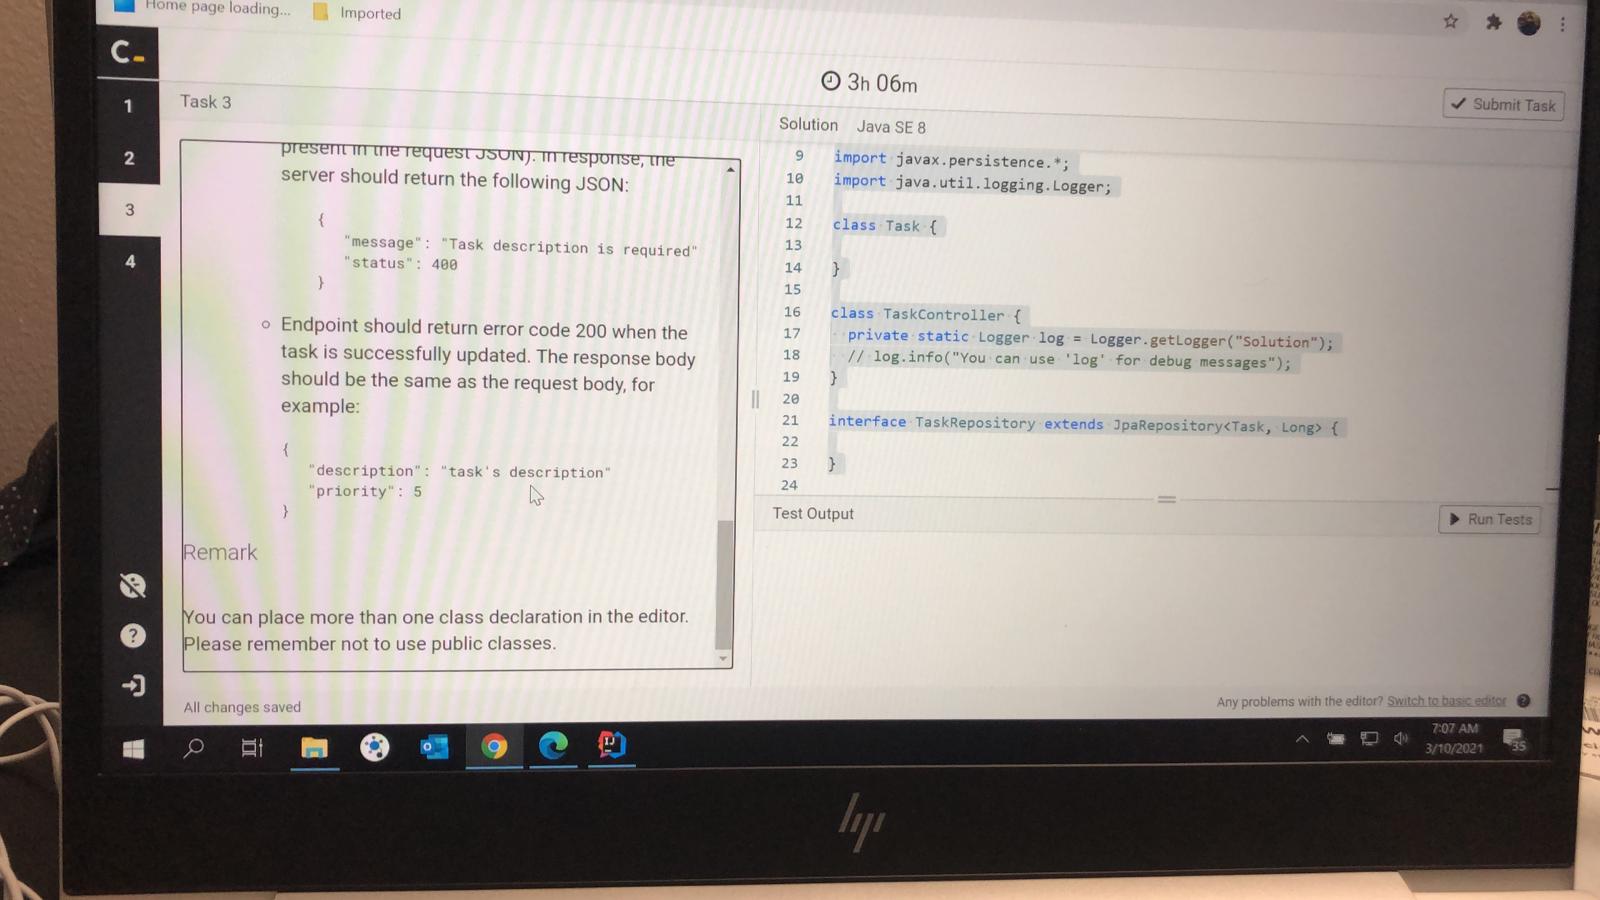 Home page loading...
Imported
C
3h 06m
Task 3
Submit Task
1
2
3
4
present in the request JSON). In response, the
server should return the following JSON:
{
"message": "Task description is required"
"status": 400
}
Endpoint should return error code 200 when the
task is successfully updated. The response body
should be the same as the request body, for
example:
{
"description": "task's description"
"priority": 5
}
Remark
You can place more than one class declaration in the editor.
Please remember not to use public classes.
All changes saved
Solution Java SE 8
9 import javax.persistence.*;
10 import java.util.logging.Logger;
11
12 class Task {
13
14 }
15
16 class TaskController {
17 private static Logger log = Logger.getLogger("Solution");
18 // log.info("You can use 'log' for debug messages");
19 }
20
21 interface TaskRepository extends JpaRepository<Task, Long> {
22
23 }
24
Test Output
Run Tests
Any problems with the editor? Switch to basic editor ?
7:07 AM
3/10/2021
35
hp